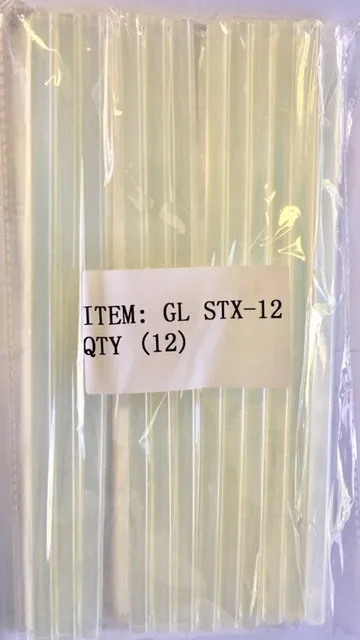 ITEM: GL STX-12
QTY (12)